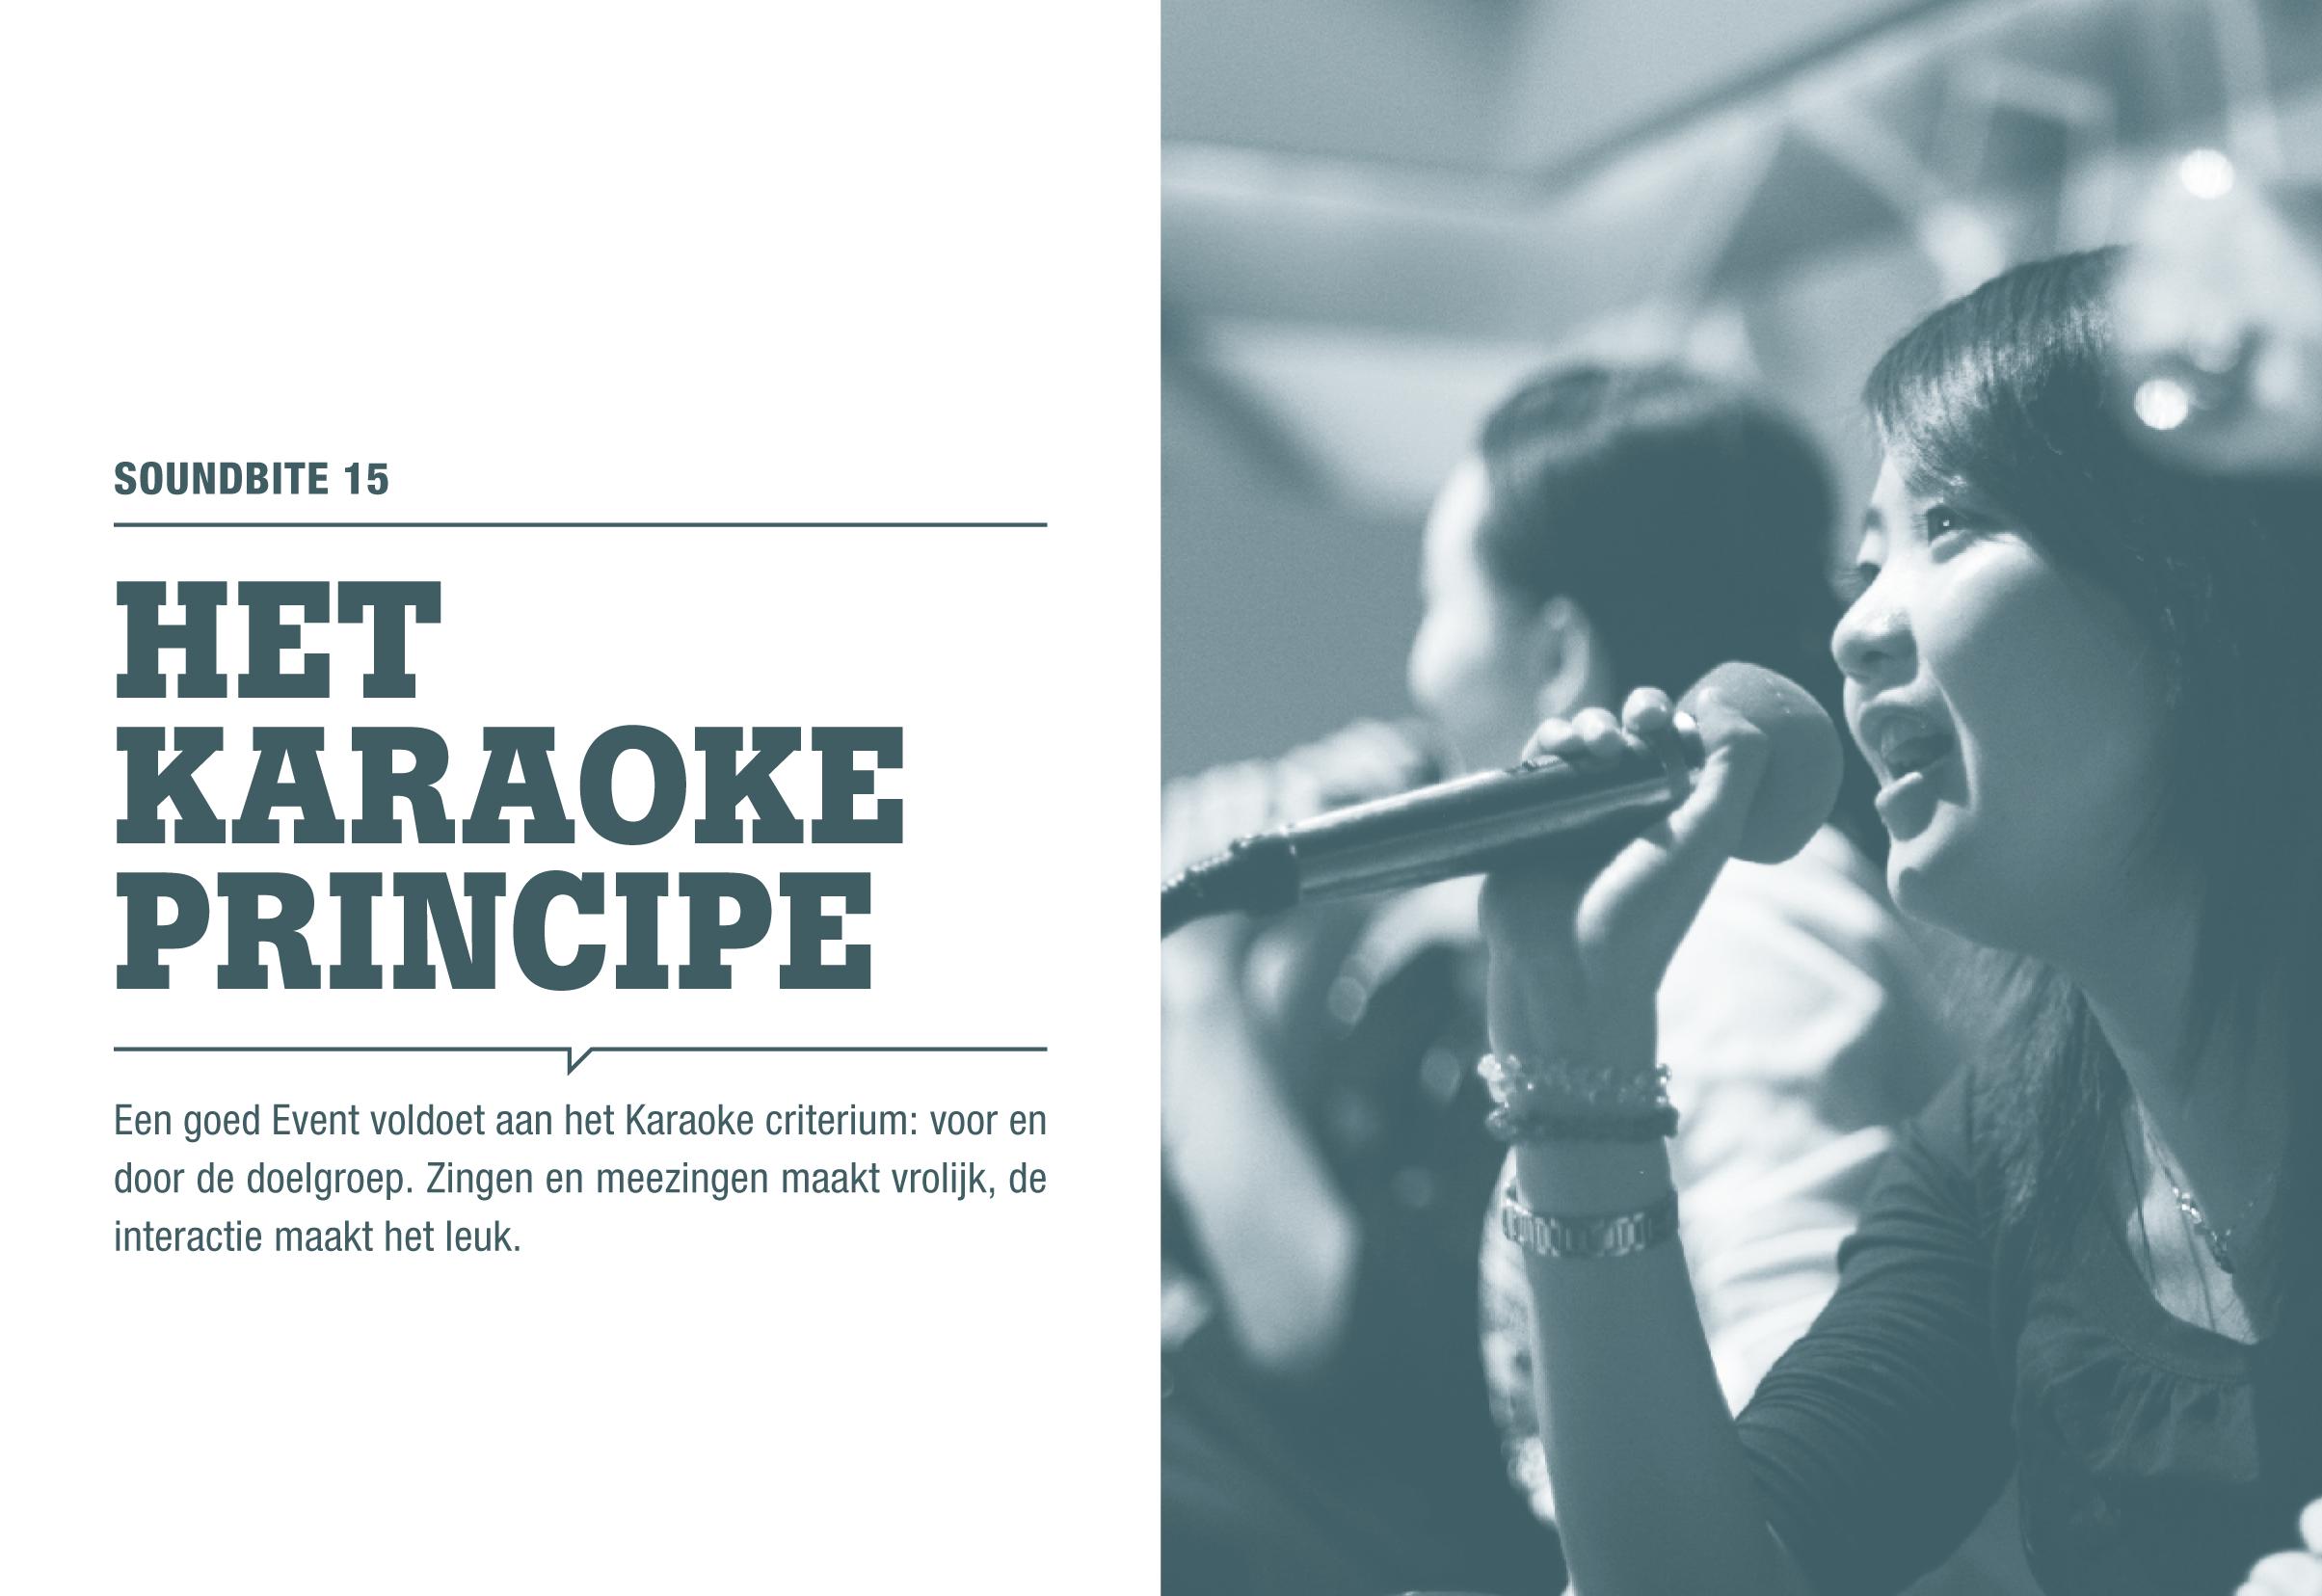 SOUNDBITE 15
HET
KARAOKE
PRINCIPE
Een goed Event voldoet aan het Karaoke criterium: voor en
door de doelgroep. Zingen en meezingen maakt vrolijk, de
interactie maakt het leuk.